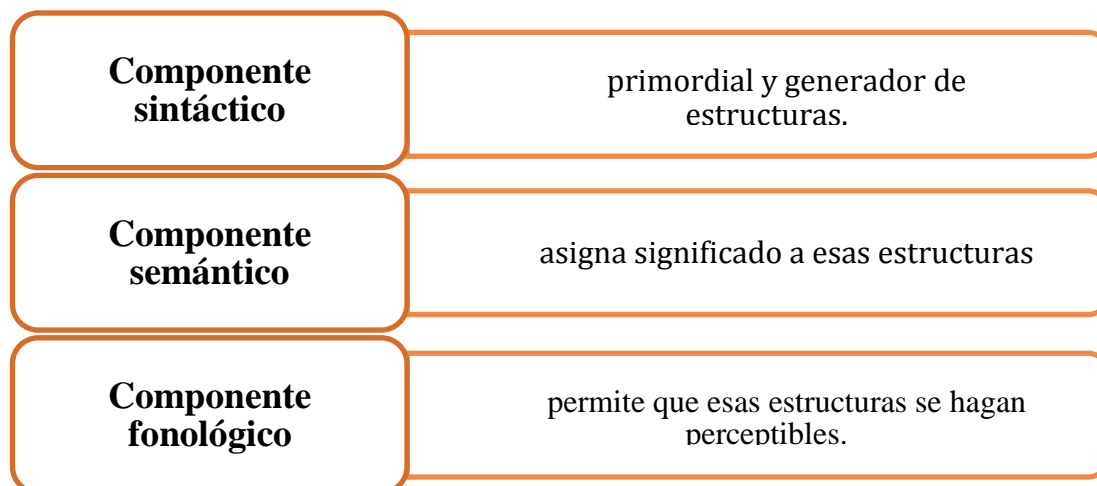 Componente
sintáctico
primordial y generador de
estructuras.
Componente
semántico
asigna significado a esas estructuras
Componente
fonológico
permite que esas estructuras se hagan
perceptibles.